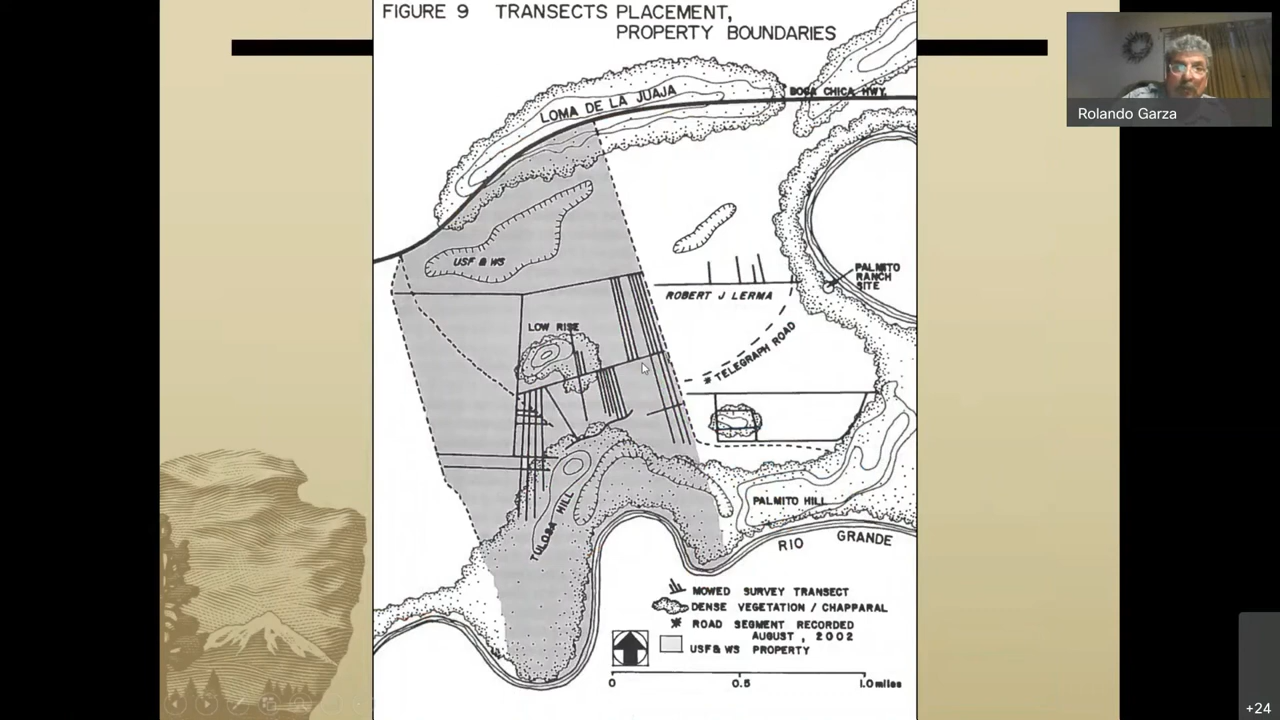 FIGURE 9 TRANSECTS PLACEMENT,
PROPERTY BOUNDARIES
Rolando Garza
LOMA DE LA JUAJA
BOCA CHICA HWY.
USF & WS
PALMITO
RANCH
SITE
ROBERT J LERMA
LOW RISE
TELEGRAPH ROAD
TULOSA HILL
PALMITO HILL
RIO GRANDE
MOWED SURVEY TRANSECT
DENSE VEGETATION / CHAPPARAL
ROAD SEGMENT RECORDED
AUGUST, 2002
USF& WS PROPERTY
0 0.5 1.0 miles
+24